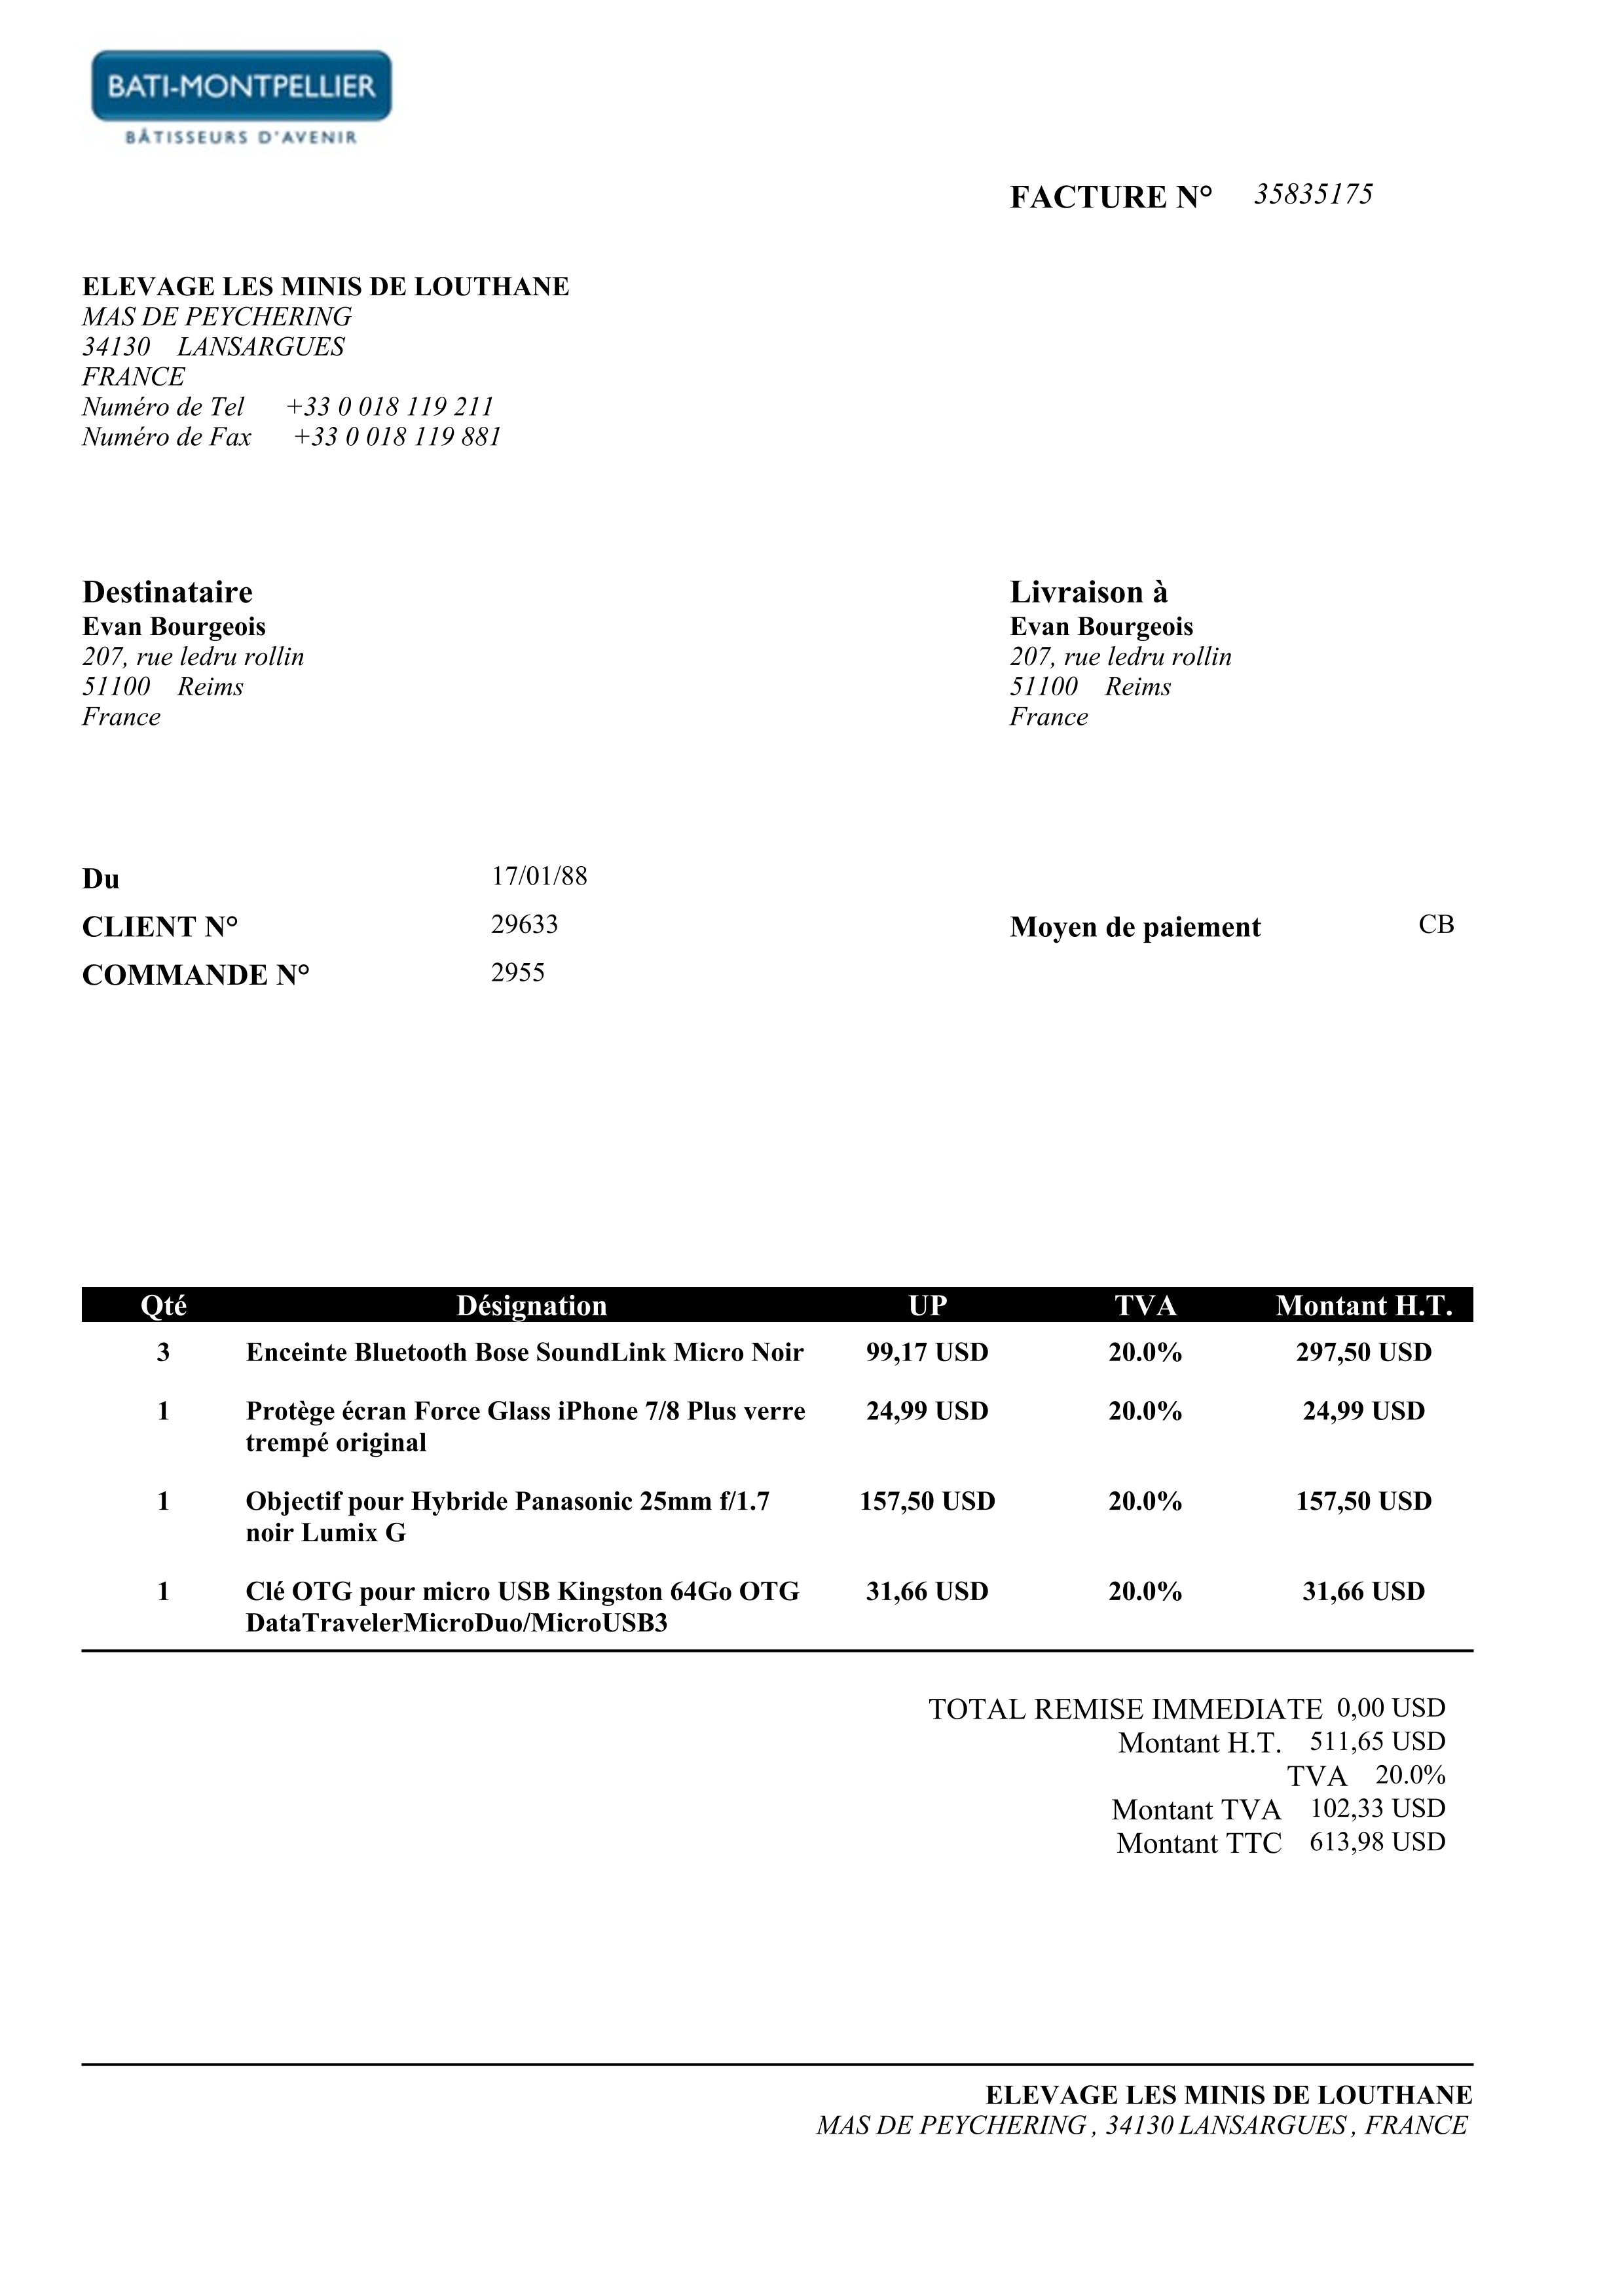 BATI-MONTPELLIER
BÂTISSEURS D'AVENIR
FACTURE N° 35835175
ELEVAGE LES MINIS DE LOUTHANE
MAS DE PEYCHERING
34130 LANSARGUES
FRANCE
Numéro de Tel +33 0 018 119 211
Numéro de Fax +33 0 018 119 881
Destinataire
Evan Bourgeois
207, rue ledru rollin
51100 Reims
France
Livraison à
Evan Bourgeois
207, rue ledru rollin
51100 Reims
France
Du 17/01/88
CLIENT N° 29633 Moyen de paiement CB
COMMANDE N° 2955
Qté Désignation UP TVA Montant H.T.
3 Enceinte Bluetooth Bose SoundLink Micro Noir 99,17 USD 20.0% 297,50 USD
1 Protège écran Force Glass iPhone 7/8 Plus verre 24,99 USD 20.0% 24,99 USD
trempé original
1 Objectif pour Hybride Panasonic 25mm f/1.7 157,50 USD 20.0% 157,50 USD
noir Lumix G
1 Clé OTG pour micro USB Kingston 64Go OTG 31,66 USD 20.0% 31,66 USD
DataTravelerMicroDuo/MicroUSB3
TOTAL REMISE IMMEDIATE 0,00 USD
Montant H.T. 511,65 USD
TVA 20.0%
Montant TVA 102,33 USD
Montant TTC 613,98 USD
ELEVAGE LES MINIS DE LOUTHANE
MAS DE PEYCHERING , 34130 LANSARGUES , FRANCE